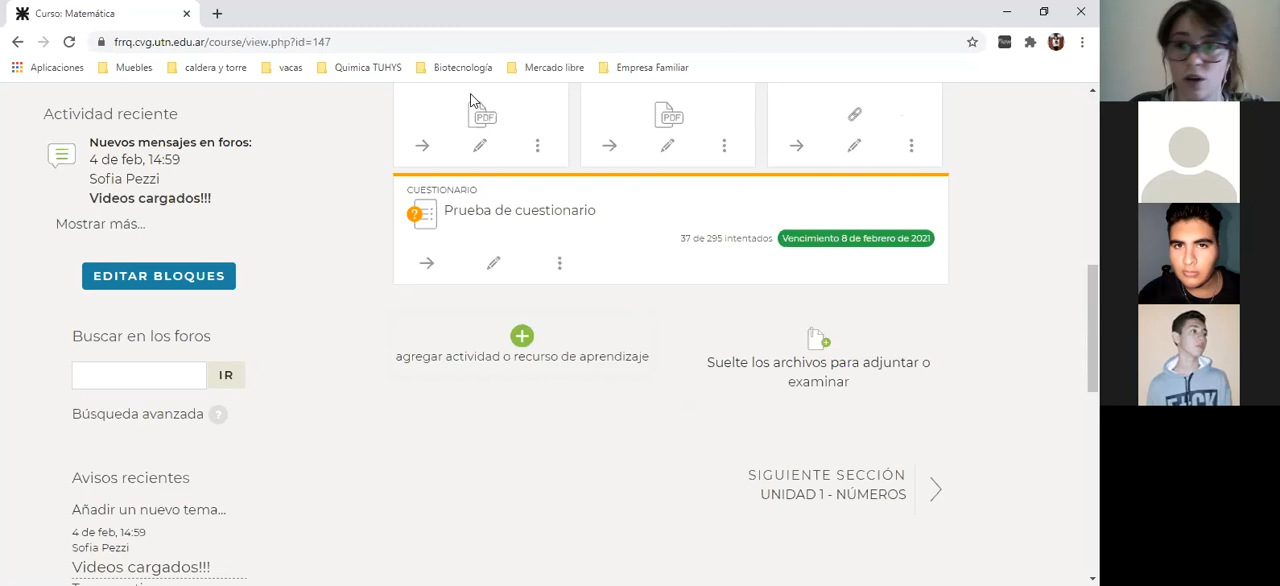 Curso: Matemática
frrq.cvg.utn.edu.ar/course/view.php?id=147
Aplicaciones
Muebles
caldera y torre
vacas
Quimica TUHYS
Biotecnología
Mercado libre
Empresa Familiar
Actividad reciente
Nuevos mensajes en foros:
4 de feb, 14:59
Sofia Pezzi
Videos cargados!!!
Mostrar más...
EDITAR BLOQUES
Buscar en los foros
IR
Búsqueda avanzada ?
Avisos recientes
Añadir un nuevo tema...
4 de feb, 14:59
Sofia Pezzi
Videos cargados!!!
PDF
PDF
CUESTIONARIO
Prueba de cuestionario
37 de 295 intentados Vencimiento 8 de febrero de 2021
agregar actividad o recurso de aprendizaje
Suelte los archivos para adjuntar o
examinar
SIGUIENTE SECCIÓN
UNIDAD 1 - NÚMEROS